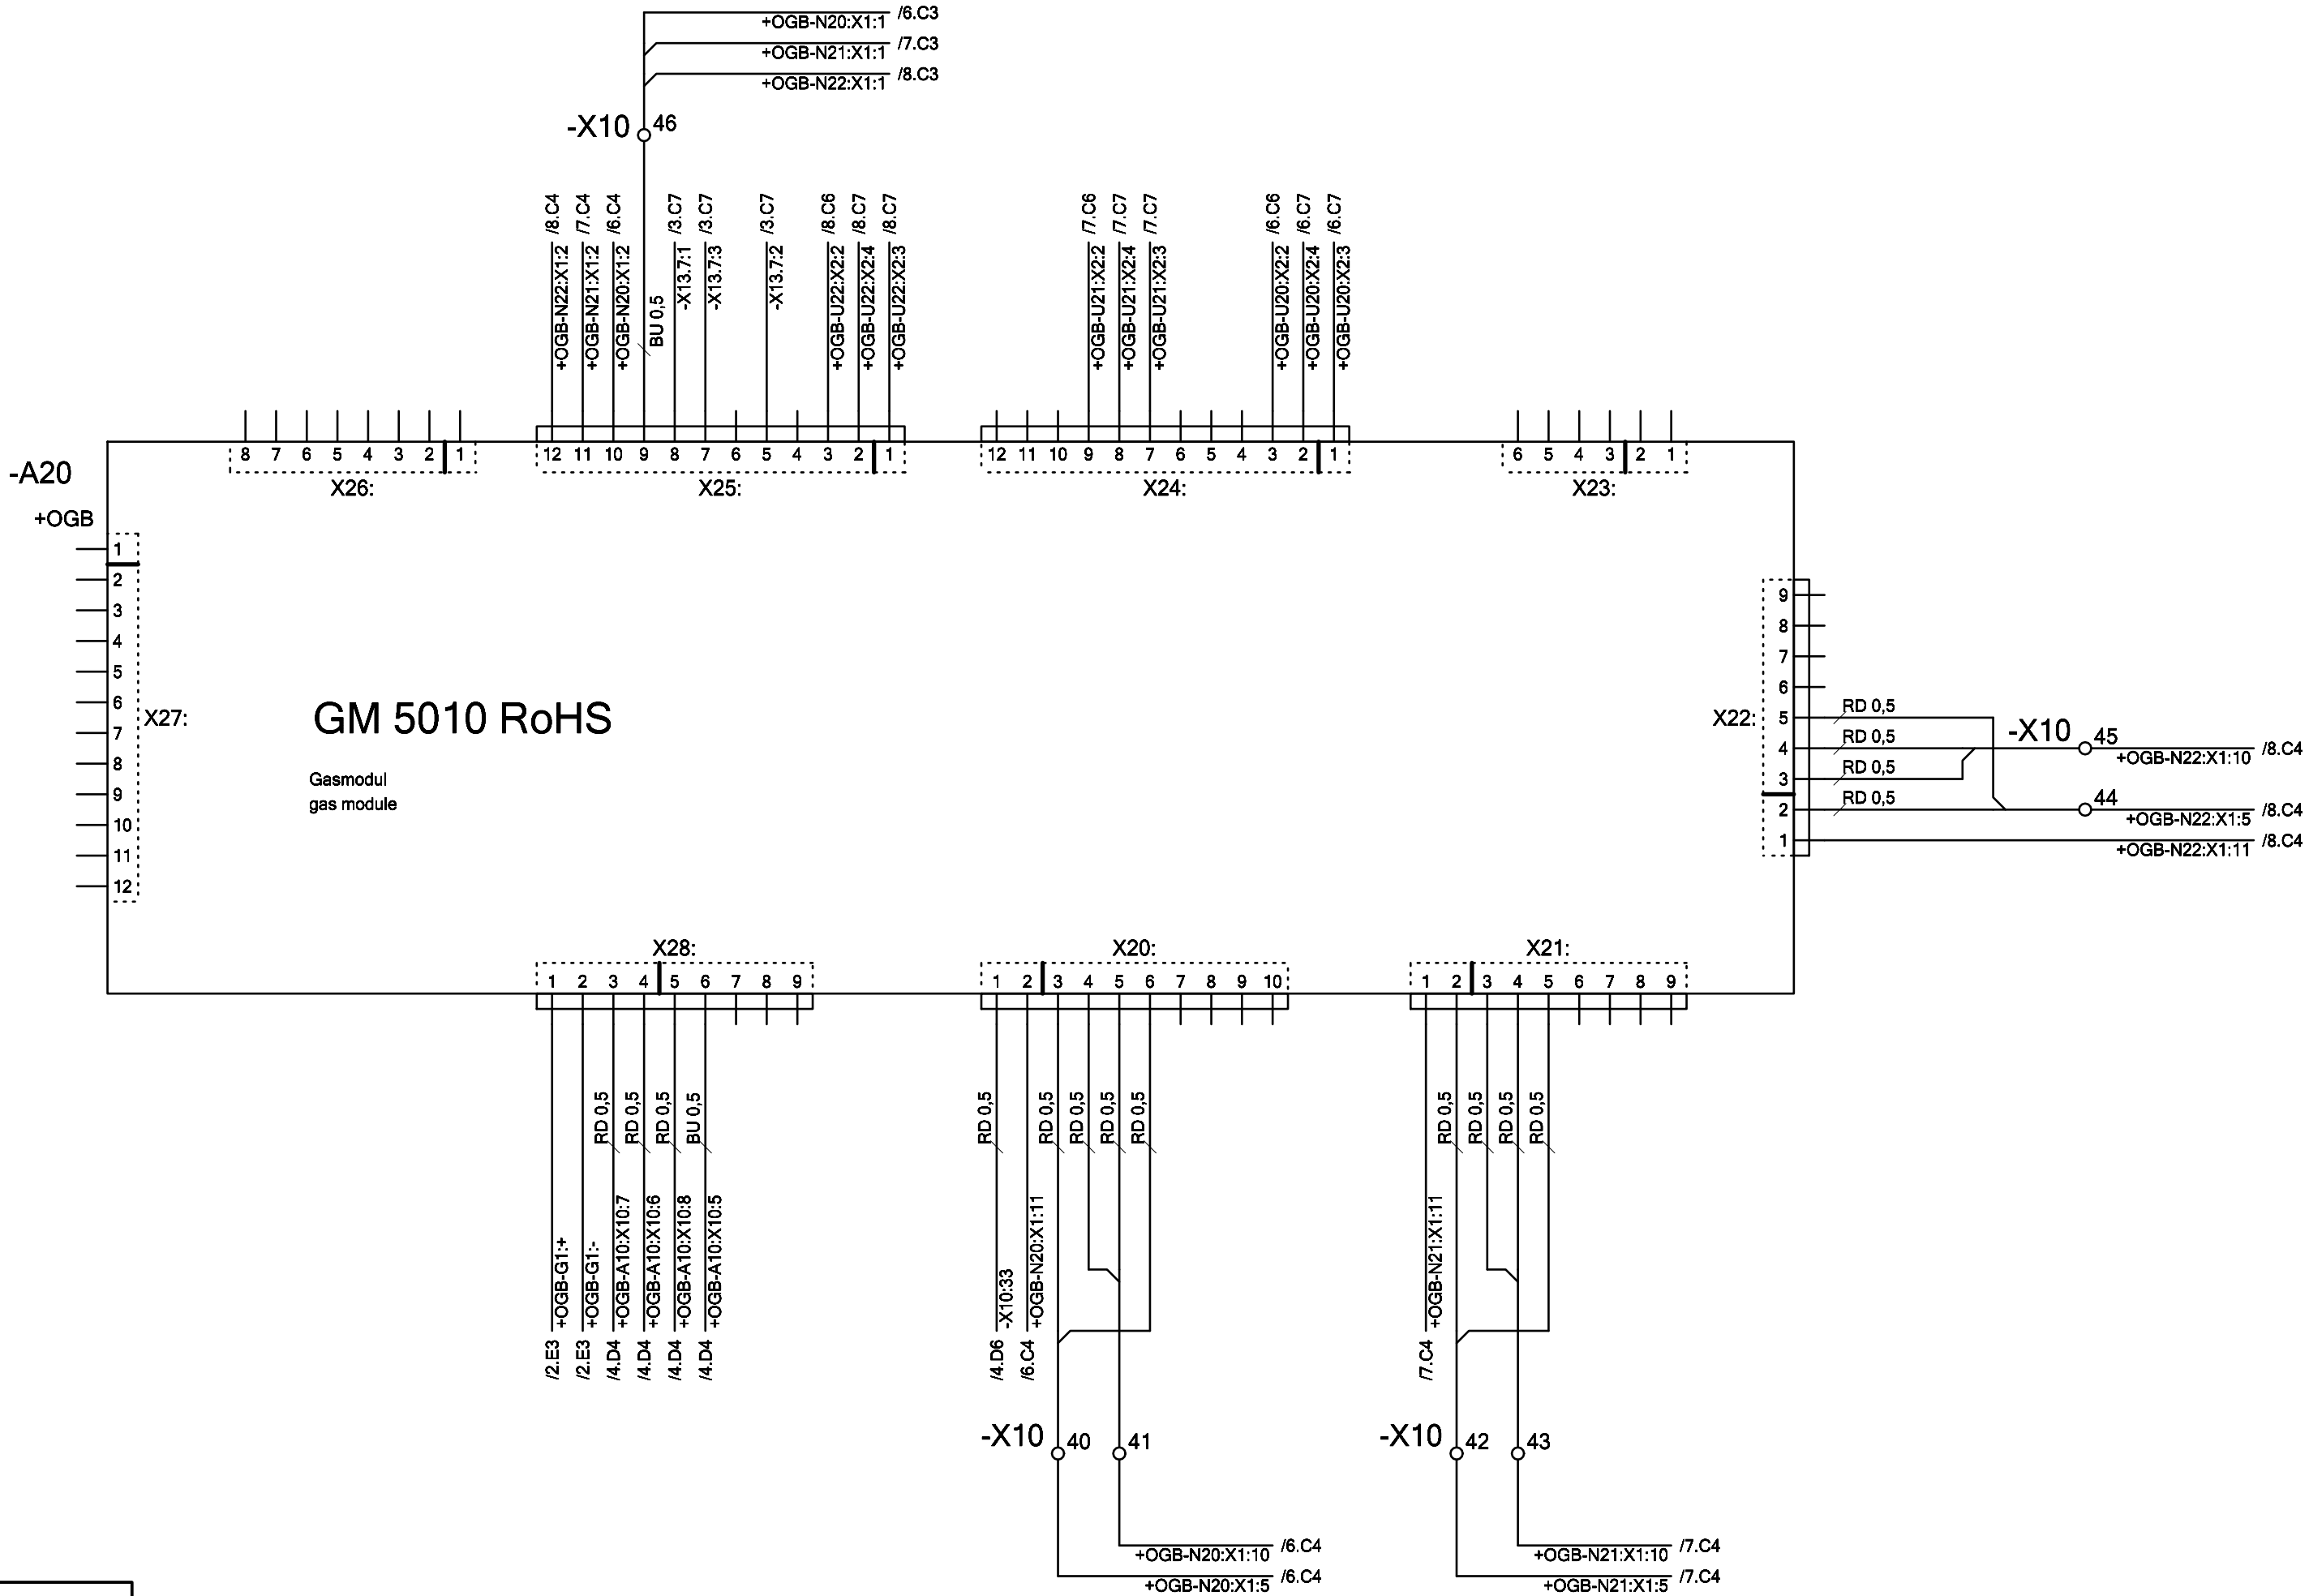 +OGB-N20:X1:1 /6.C3
+OGB-N21:X1:1 /7.C3
+OGB-N22:X1:1 /8.C3
-X10 46
/8.C4 /7.C4 /6.C4 /3.C7 /3.C7 /3.C7 /8.C6 /8.C7 /8.C7 /7.C6 /7.C7 /7.C7 /6.C6 /6.C7 /6.C7
+OGB-N22:X1:2
+OGB-N21:X1:2
+OGB-N20:X1:2
BU 0,5
-X13.7:1
-X13.7:3
-X13.7:2
+OGB-U22:X2:2
+OGB-U22:X2:4
+OGB-U22:X2:3
+OGB-U21:X2:2
+OGB-U21:X2:4
+OGB-U21:X2:3
+OGB-U20:X2:2
+OGB-U20:X2:4
+OGB-U20:X2:3
8 7 6 5 4 3 2 1
X26:
12 11 10 9 8 7 6 5 4 3 2 1
X25:
12 11 10 9 8 7 6 5 4 3 2 1
X24:
6 5 4 3 2 1
X23:
-A20
+OGB
1
2
3
4
5
6
7
8
9
10
11
12
X27:
GM 5010 RoHS
Gasmodul
gas module
X22:
9
8
7
6
5 RD 0,5
4 RD 0,5 -X10 45 +OGB-N22:X1:10 /8.C4
3 RD 0,5
2 RD 0,5 44 +OGB-N22:X1:5 /8.C4
1 +OGB-N22:X1:11 /8.C4
X28:
1 2 3 4 5 6 7 8 9
RD 0,5 RD 0,5 RD 0,5 BU 0,5
+OGB-G1:+
+OGB-G1:-
+OGB-A10:X10:7
+OGB-A10:X10:6
+OGB-A10:X10:8
+OGB-A10:X10:5
/2.E3 /2.E3 /4.D4 /4.D4 /4.D4 /4.D4
X20:
1 2 3 4 5 6 7 8 9 10
RD 0,5 RD 0,5 RD 0,5 RD 0,5 RD 0,5
-X10:33
+OGB-N20:X1:11
/4.D6 /6.C4
-X10 40 41
+OGB-N20:X1:10 /6.C4
+OGB-N20:X1:5 /6.C4
X21:
1 2 3 4 5 6 7 8 9
RD 0,5 RD 0,5 RD 0,5 RD 0,5
+OGB-N21:X1:11
/7.C4
-X10 42 43
+OGB-N21:X1:10 /7.C4
+OGB-N21:X1:5 /7.C4